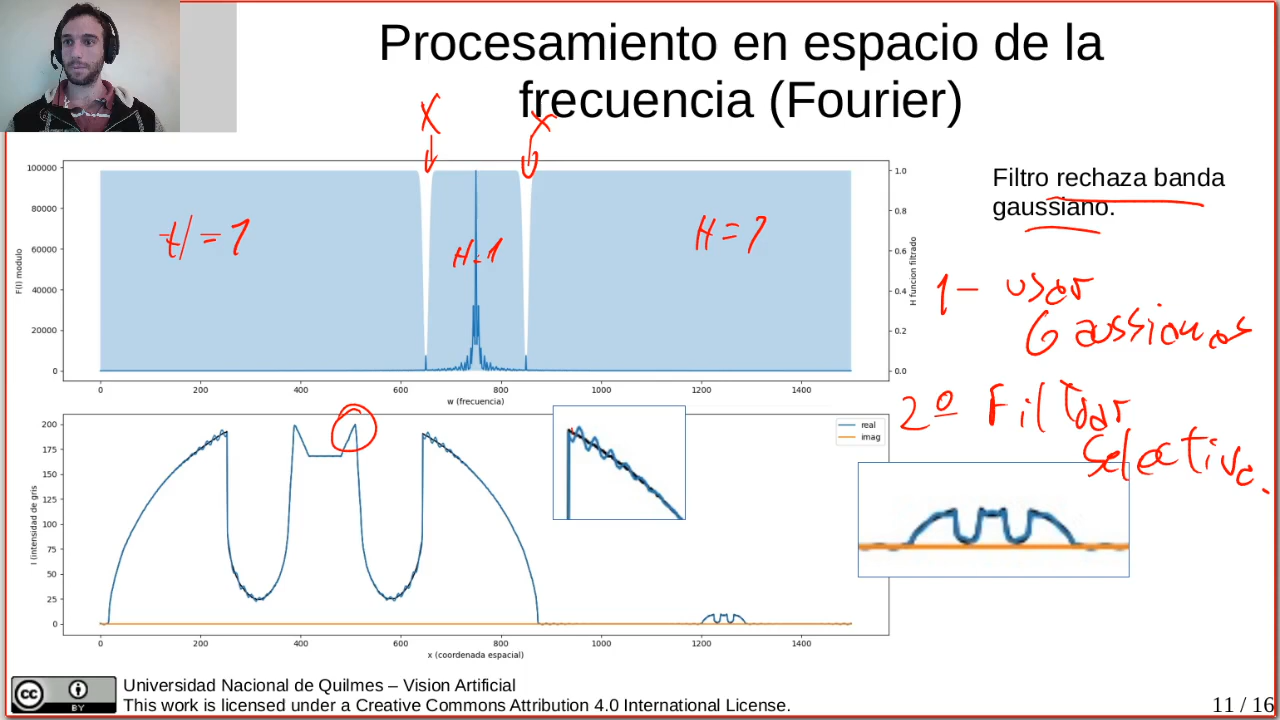 Procesamiento en espacio de la
frecuencia (Fourier)
X
X
100000
80000
60000
40000
20000
0
F(I) modulo
1.0
0.8
0.6
0.4
0.2
0.0
H funcion filtrado
H=1
H=1
H=1
0 200 400 600 800 1000 1200 1400
w (frecuencia)
Filtro rechaza banda
gaussiano.
1- usar
Gaussianos
2º Filtrar
selectivo.
200
175
150
125
100
75
50
25
0
I (intensidad de gris)
real
imag
0 200 400 600 800 1000 1200 1400
x (coordenada espacial)
CC
BY
Universidad Nacional de Quilmes – Vision Artificial
This work is licensed under a Creative Commons Attribution 4.0 International License.
11 / 16